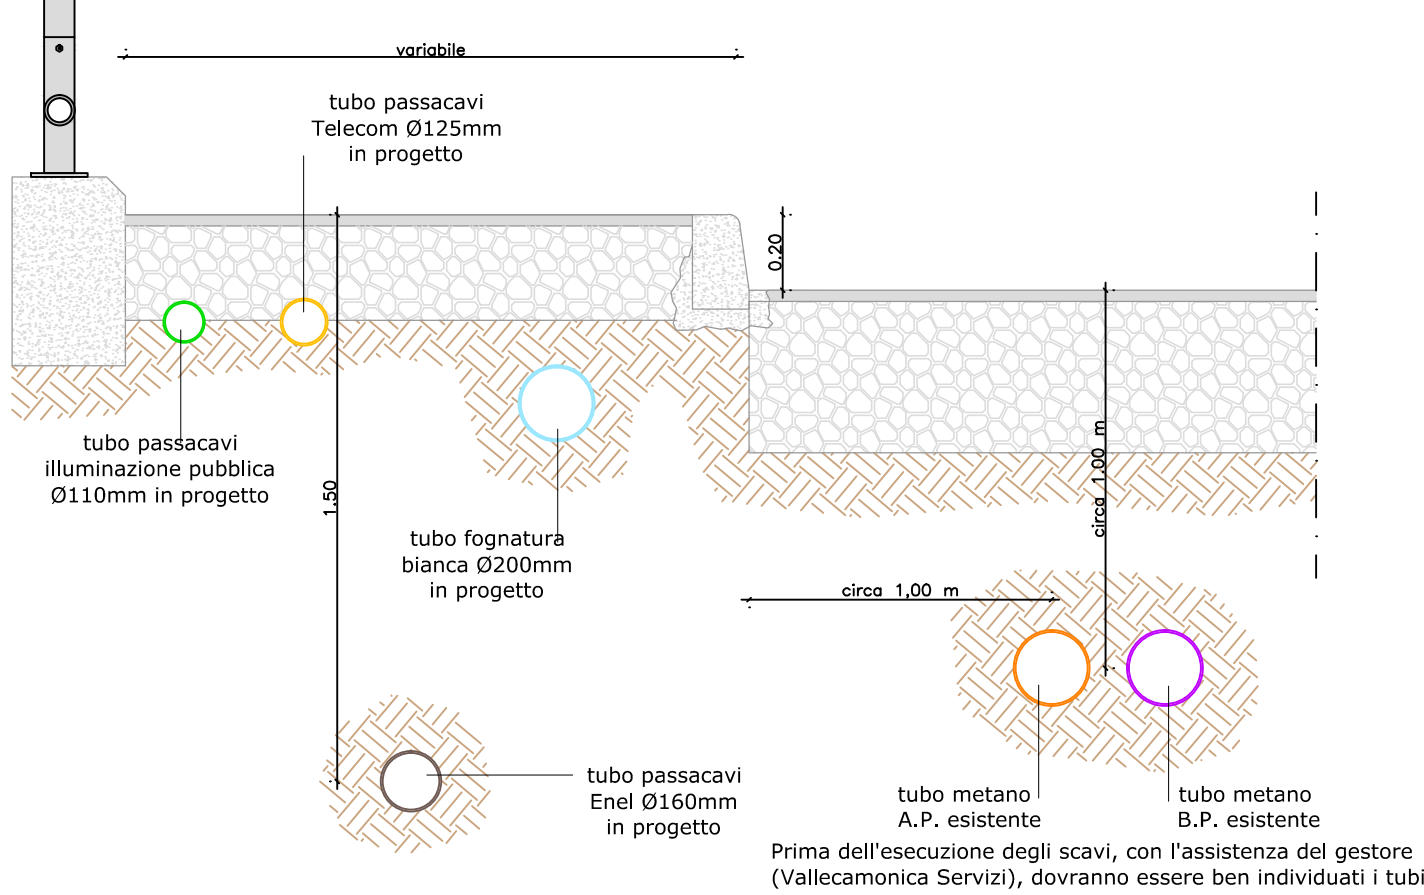 variabile
tubo passacavi
Telecom Ø125mm
in progetto
0.20
tubo passacavi
illuminazione pubblica
Ø110mm in progetto
1.50
circa 1.00 m
tubo fognatura
bianca Ø200mm
in progetto
circa 1,00 m
tubo passacavi
Enel Ø160mm
in progetto
tubo metano
A.P. esistente
tubo metano
B.P. esistente
Prima dell'esecuzione degli scavi, con l'assistenza del gestore
(Vallecamonica Servizi), dovranno essere ben individuati i tubi